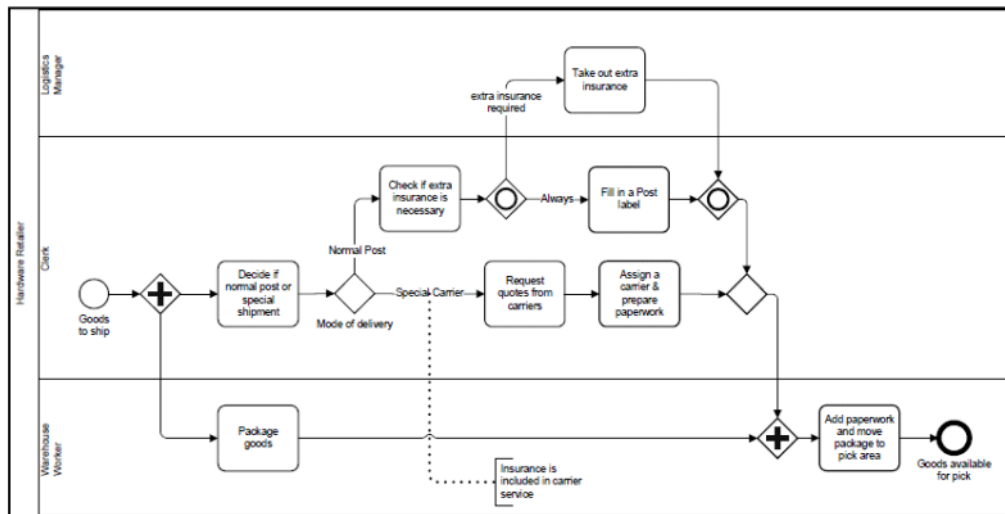 Hardware Retailer
Logistics
Manager
Take out extra
insurance
extra insurance
required
Clerk
Check if extra
insurance is
necessary
Always
Fill in a Post
label
Normal Post
Goods
to ship
Decide if
normal post or
special
shipment
Mode of delivery
Special Carrier
Request
quotes from
carriers
Assign a
carrier &
prepare
paperwork
Warehouse
Worker
Package
goods
Insurance is
included in carrier
service
Add paperwork
and move
package to
pick area
Goods available
for pick